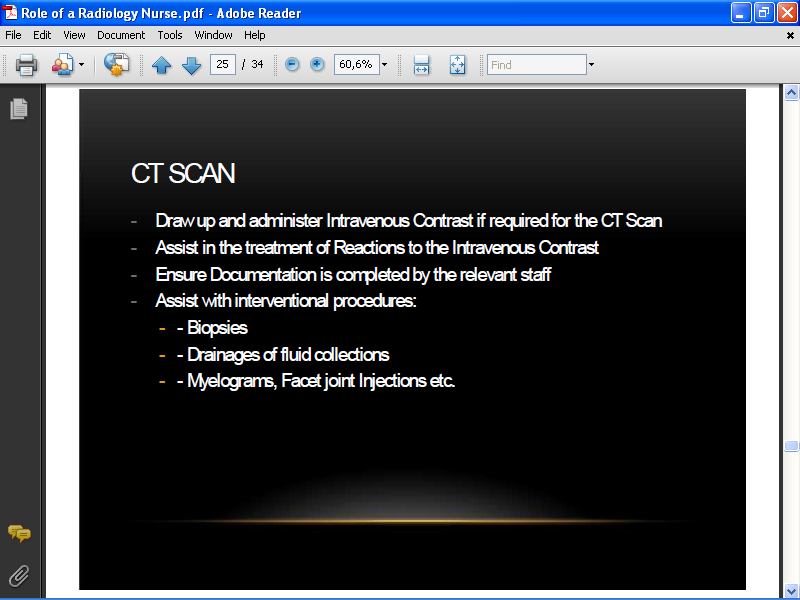 Role of a Radiology Nurse.pdf - Adobe Reader
File Edit View Document Tools Window Help
25 / 34 60,6% Find
CT SCAN
- Draw up and administer Intravenous Contrast if required for the CT Scan
- Assist in the treatment of Reactions to the Intravenous Contrast
- Ensure Documentation is completed by the relevant staff
- Assist with interventional procedures:
- - Biopsies
- - Drainages of fluid collections
- - Myelograms, Facet joint Injections etc.